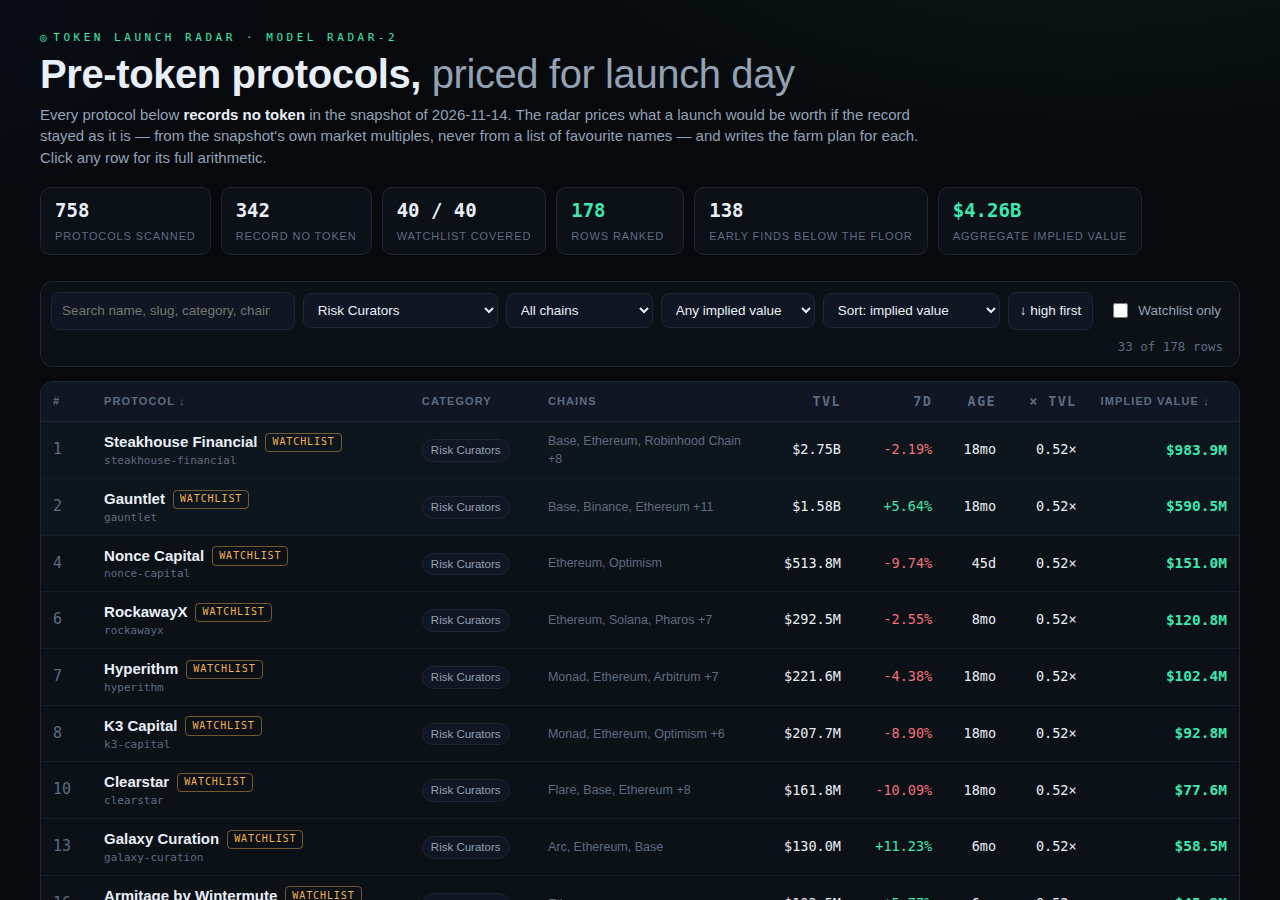 ◎ TOKEN LAUNCH RADAR · MODEL RADAR-2
Pre-token protocols, priced for launch day
Every protocol below records no token in the snapshot of 2026-11-14. The radar prices what a launch would be worth if the record
stayed as it is — from the snapshot's own market multiples, never from a list of favourite names — and writes the farm plan for each.
Click any row for its full arithmetic.
758 342 40 / 40 178 138 $4.26B
PROTOCOLS SCANNED RECORD NO TOKEN WATCHLIST COVERED ROWS RANKED EARLY FINDS BELOW THE FLOOR AGGREGATE IMPLIED VALUE
Search name, slug, category, chair Risk Curators All chains Any implied value Sort: implied value ↓ high first Watchlist only
33 of 178 rows
# PROTOCOL ↓ CATEGORY CHAINS TVL 7D AGE × TVL IMPLIED VALUE ↓
1 Steakhouse Financial WATCHLIST Risk Curators Base, Ethereum, Robinhood Chain +8 $2.75B -2.19% 18mo 0.52× $983.9M
steakhouse-financial
2 Gauntlet WATCHLIST Risk Curators Base, Binance, Ethereum +11 $1.58B +5.64% 18mo 0.52× $590.5M
gauntlet
4 Nonce Capital WATCHLIST Risk Curators Ethereum, Optimism $513.8M -9.74% 45d 0.52× $151.0M
nonce-capital
6 RockawayX WATCHLIST Risk Curators Ethereum, Solana, Pharos +7 $292.5M -2.55% 8mo 0.52× $120.8M
rockawayx
7 Hyperithm WATCHLIST Risk Curators Monad, Ethereum, Arbitrum +7 $221.6M -4.38% 18mo 0.52× $102.4M
hyperithm
8 K3 Capital WATCHLIST Risk Curators Monad, Ethereum, Optimism +6 $207.7M -8.90% 18mo 0.52× $92.8M
k3-capital
10 Clearstar WATCHLIST Risk Curators Flare, Base, Ethereum +8 $161.8M -10.09% 18mo 0.52× $77.6M
clearstar
13 Galaxy Curation WATCHLIST Risk Curators Arc, Ethereum, Base $130.0M +11.23% 6mo 0.52× $58.5M
galaxy-curation
Armitage by Wintermute WATCHLIST